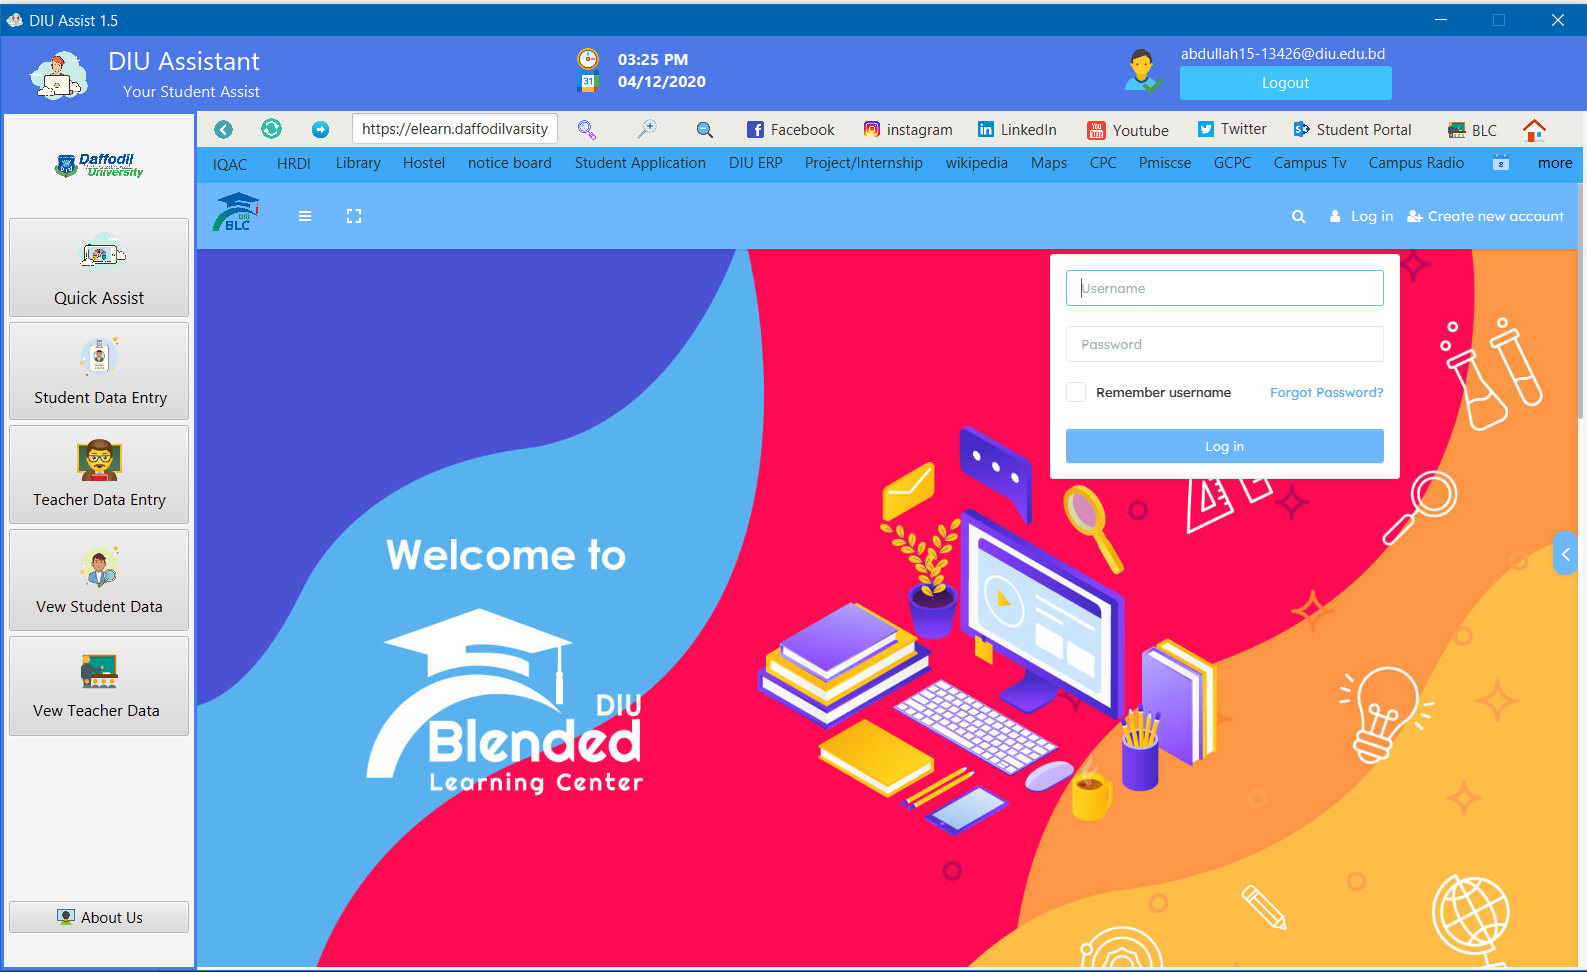 DIU Assist 1.5
DIU Assistant
Your Student Assist
03:25 PM
04/12/2020
abdullah15-13426@diu.edu.bd
Logout
https://elearn.daffodilvarsity.
Facebook
instagram
LinkedIn
Youtube
Twitter
Student Portal
BLC
IQAC
HRDI
Library
Hostel
notice board
Student Application
DIU ERP
Project/Internship
wikipedia
Maps
CPC
Pmiscse
GCPC
Campus Tv
Campus Radio
more
Daffodil
University
Quick Assist
Student Data Entry
Teacher Data Entry
Vew Student Data
Vew Teacher Data
About Us
DIU
BLC
Log in
Create new account
Username
Password
Remember username
Forgot Password?
Log in
Welcome to
DIU
Blended
Learning Center